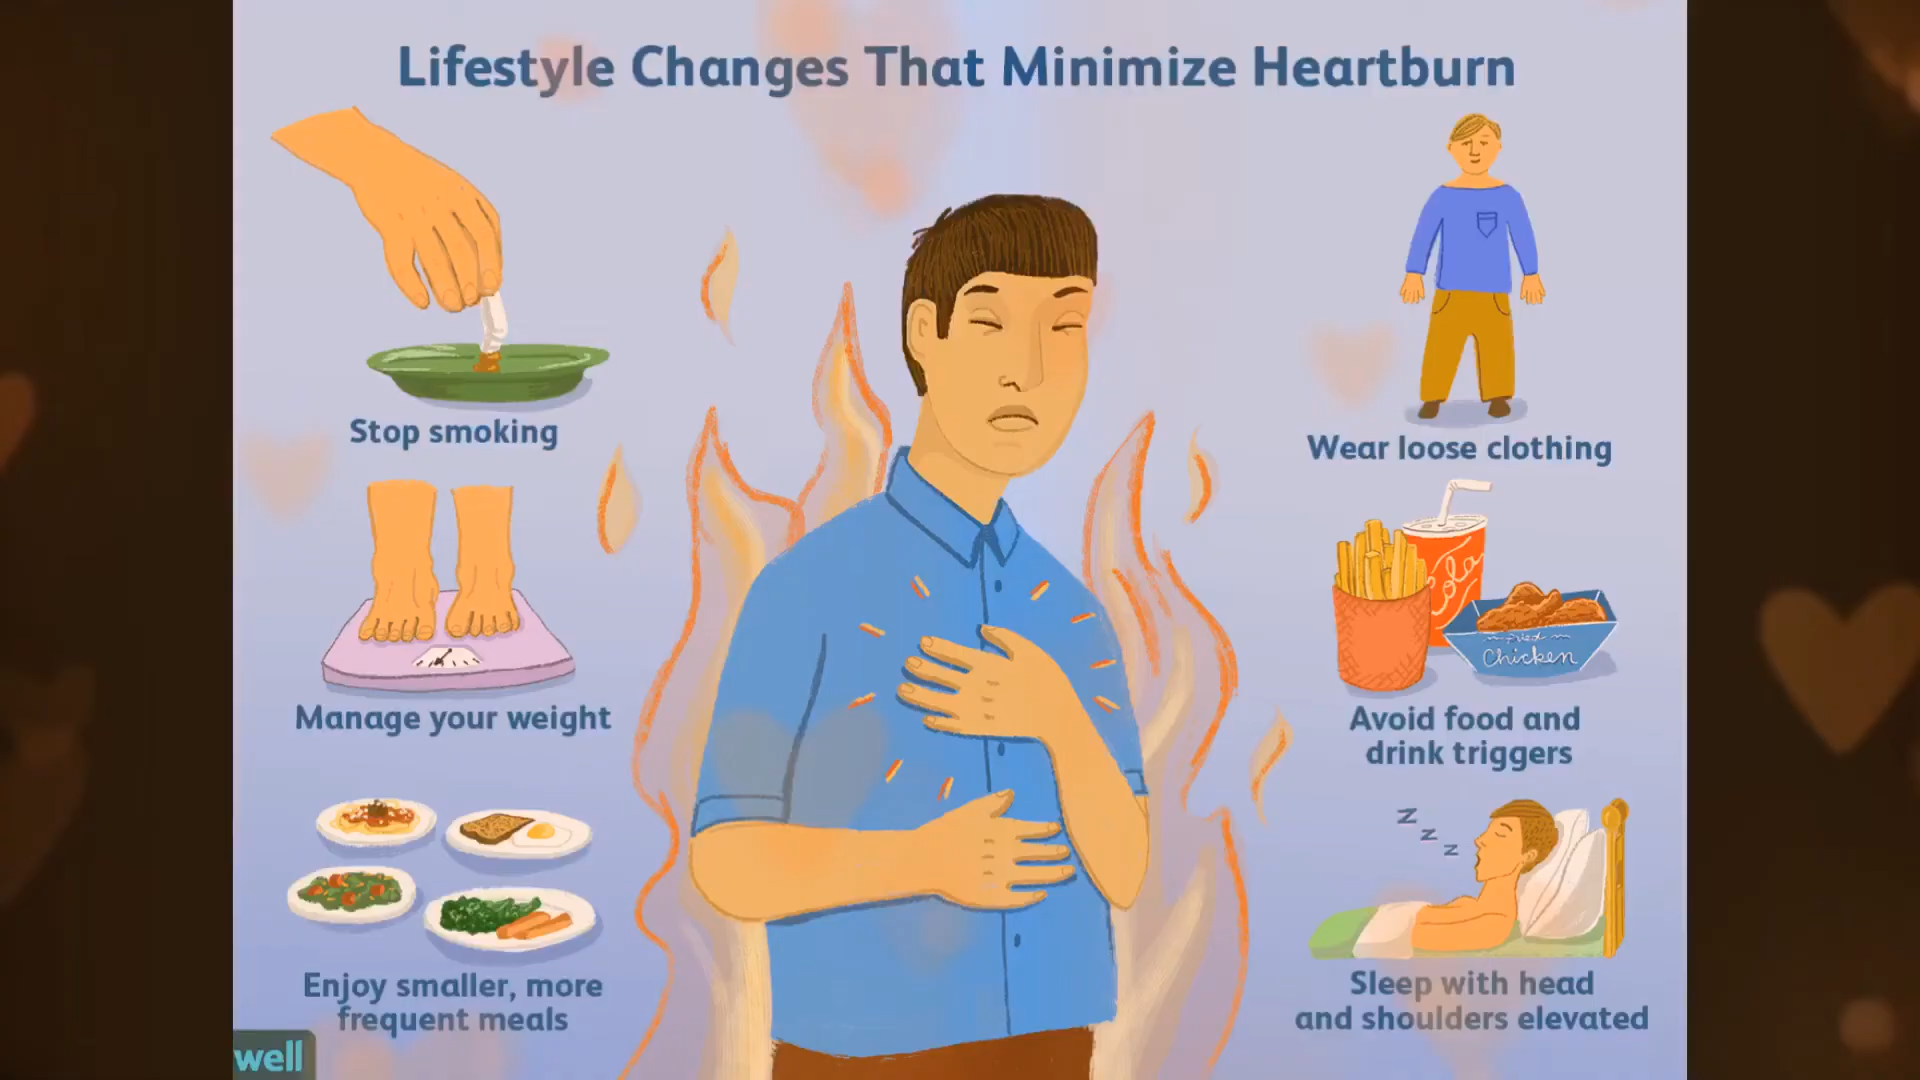 Lifestyle Changes That Minimize Heartburn
Stop smoking
Manage your weight
Enjoy smaller, more
frequent meals
Wear loose clothing
Cola
Chicken
Avoid food and
drink triggers
Z
Z
Z
Sleep with head
and shoulders elevated
well